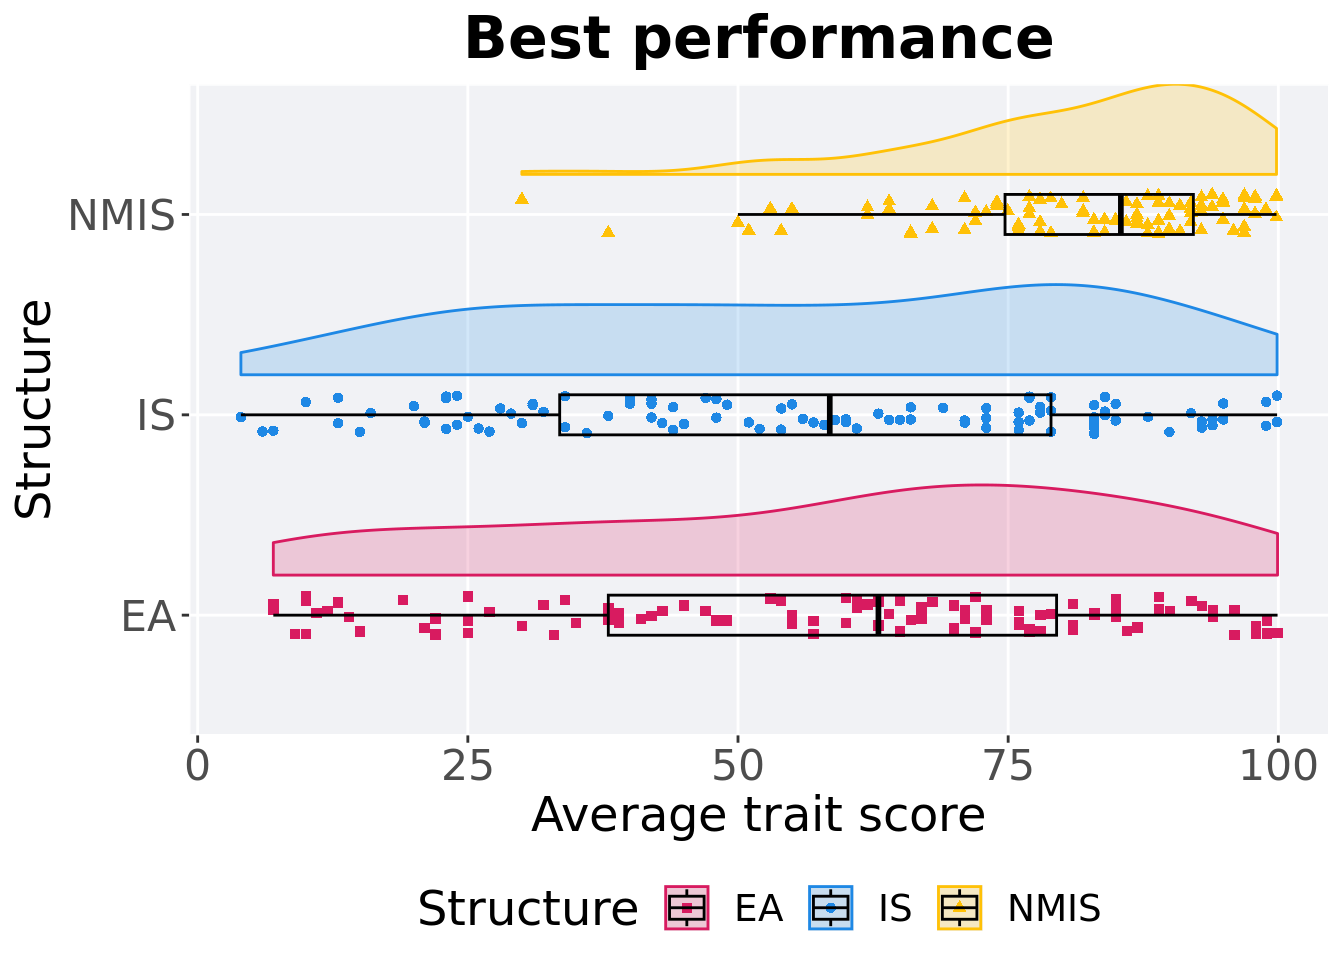 Best performance
Structure
NMIS
IS
EA
0 25 50 75 100
Average trait score
Structure EA IS NMIS